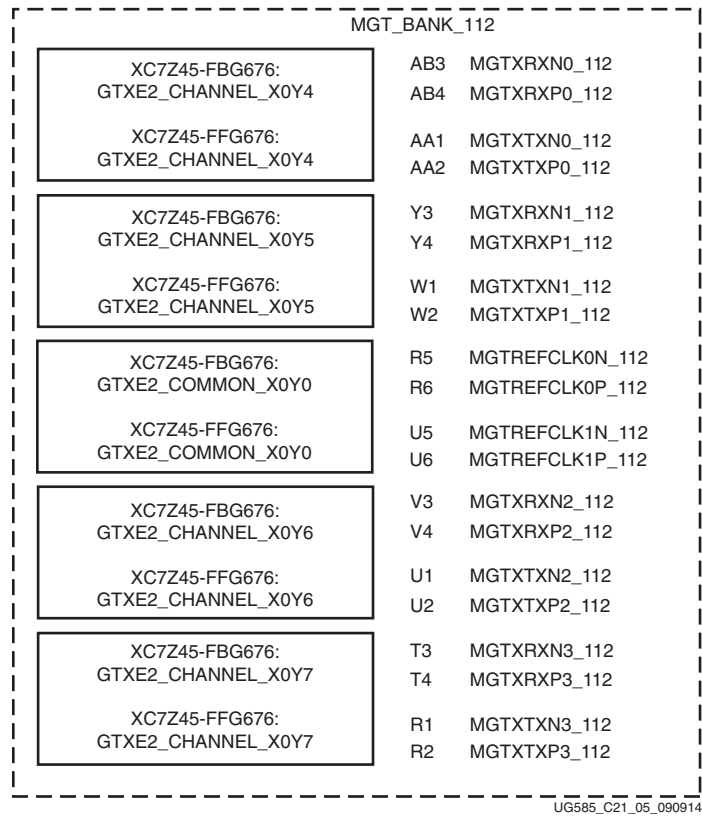 MGT_BANK_112
XC7Z45-FBG676:
GTXE2_CHANNEL_X0Y4
XC7Z45-FFG676:
GTXE2_CHANNEL_X0Y4
AB3 MGTXRXN0_112
AB4 MGTXRXP0_112
AA1 MGTXTXN0_112
AA2 MGTXTXP0_112
XC7Z45-FBG676:
GTXE2_CHANNEL_X0Y5
XC7Z45-FFG676:
GTXE2_CHANNEL_X0Y5
Y3 MGTXRXN1_112
Y4 MGTXRXP1_112
W1 MGTXTXN1_112
W2 MGTXTXP1_112
XC7Z45-FBG676:
GTXE2_COMMON_X0Y0
XC7Z45-FFG676:
GTXE2_COMMON_X0Y0
R5 MGTREFCLK0N_112
R6 MGTREFCLK0P_112
U5 MGTREFCLK1N_112
U6 MGTREFCLK1P_112
XC7Z45-FBG676:
GTXE2_CHANNEL_X0Y6
XC7Z45-FFG676:
GTXE2_CHANNEL_X0Y6
V3 MGTXRXN2_112
V4 MGTXRXP2_112
U1 MGTXTXN2_112
U2 MGTXTXP2_112
XC7Z45-FBG676:
GTXE2_CHANNEL_X0Y7
XC7Z45-FFG676:
GTXE2_CHANNEL_X0Y7
T3 MGTXRXN3_112
T4 MGTXRXP3_112
R1 MGTXTXN3_112
R2 MGTXTXP3_112
UG585_C21_05_090914